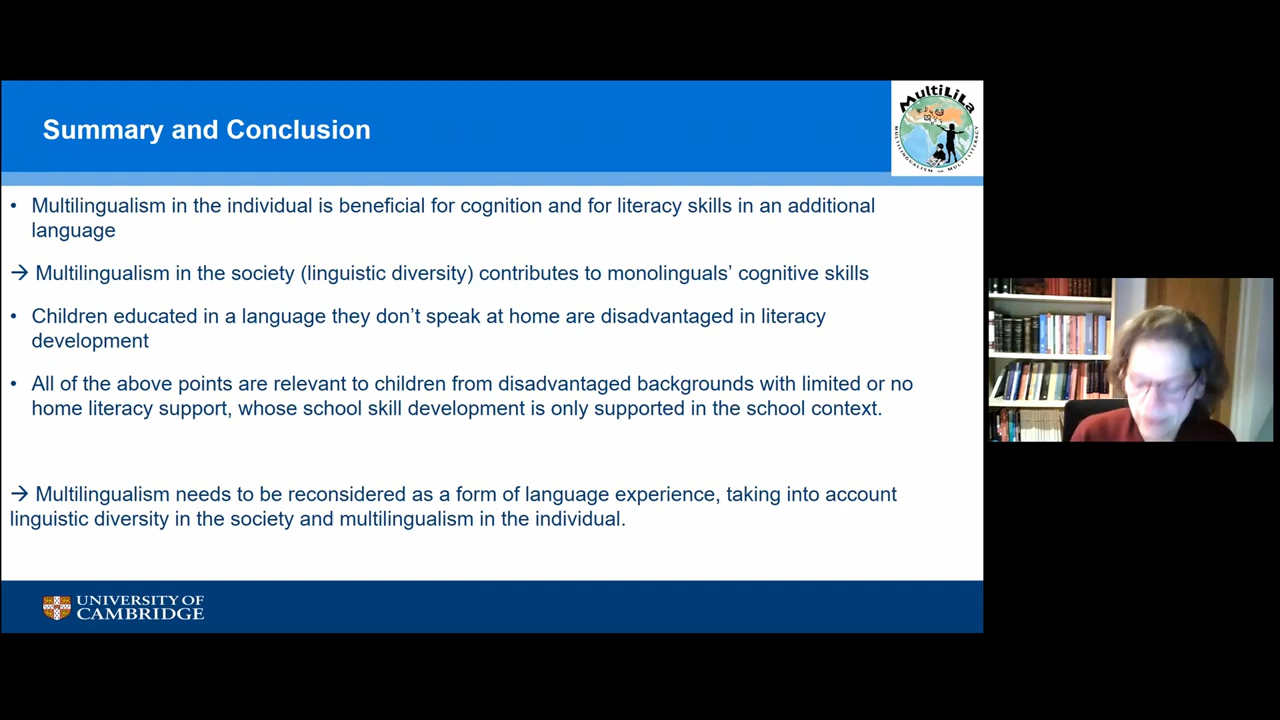 Summary and Conclusion
MultiLiLa
MULTILINGUALISM
MULTILITERACY
• Multilingualism in the individual is beneficial for cognition and for literacy skills in an additional
language
→ Multilingualism in the society (linguistic diversity) contributes to monolinguals’ cognitive skills
• Children educated in a language they don’t speak at home are disadvantaged in literacy
development
• All of the above points are relevant to children from disadvantaged backgrounds with limited or no
home literacy support, whose school skill development is only supported in the school context.
→ Multilingualism needs to be reconsidered as a form of language experience, taking into account
linguistic diversity in the society and multilingualism in the individual.
UNIVERSITY OF
CAMBRIDGE